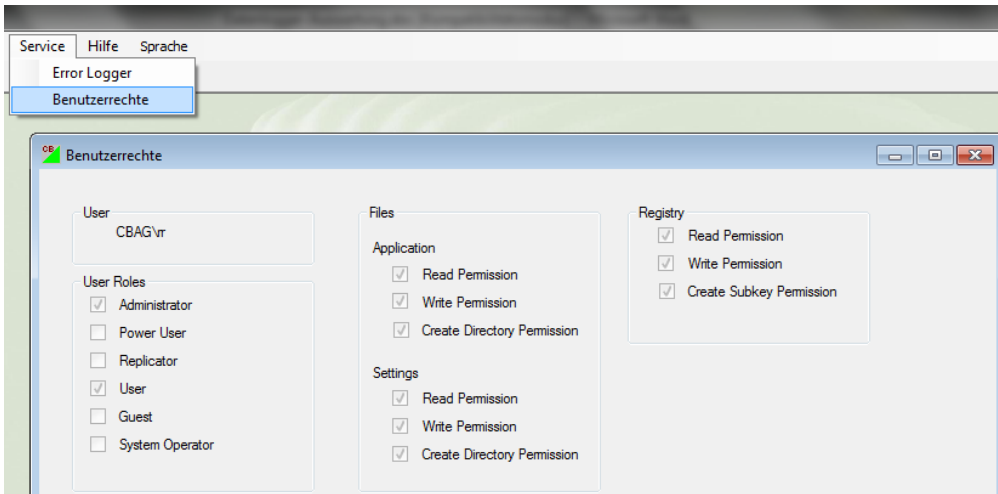 Service Hilfe Sprache
Error Logger
Benutzerrechte
CB
Benutzerrechte
User
CBAG\rr
User Roles
Administrator
Power User
Replicator
User
Guest
System Operator
Files
Application
Read Permission
Write Permission
Create Directory Permission
Settings
Read Permission
Write Permission
Create Directory Permission
Registry
Read Permission
Write Permission
Create Subkey Permission